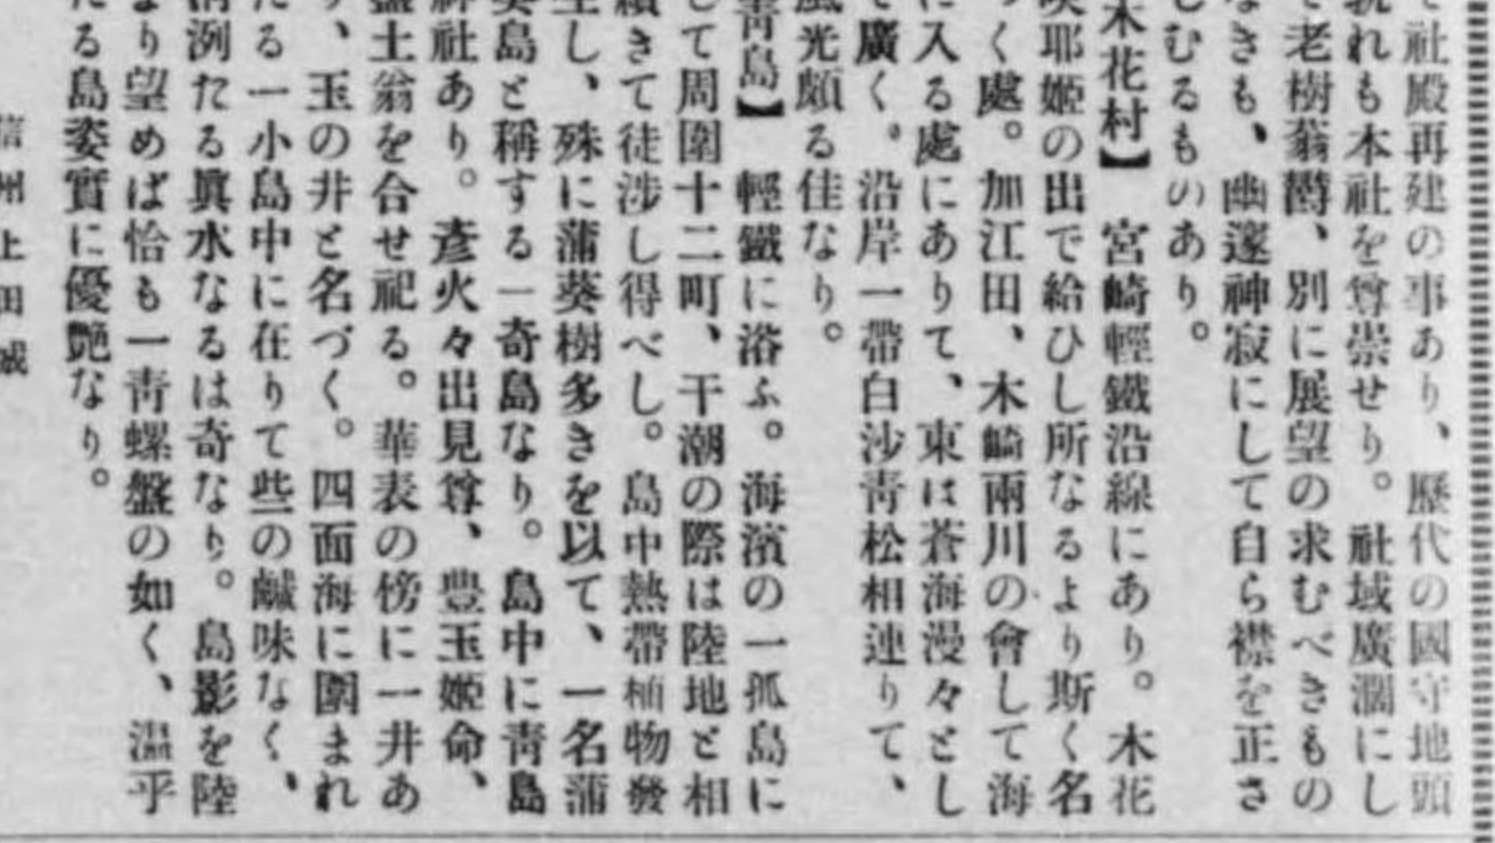 社殿再建の事あり、歷代の國守地頭
孰れも本社を尊崇せり。社域廣濶にし
老樹蓊欝、別に展望の求むべきもの
なきも、幽邃神寂にして自ら襟を正さ
しむるものあり。
木花村】 宮崎輕鐵沿線にあり。木花
咲耶姬の出で給ひし所なるより斯く名
づく處。加江田、木崎兩川の會して海
に入る處にありて、東は蒼海漫々とし
て廣く。沿岸一帶白沙靑松相連りて、
風光頗る佳なり。
靑島】 輕鐵に浴ふ。海濱の一孤島に
して周圍十二町、干潮の際は陸地と相
續きて徒涉し得べし。島中熱帶植物發
生し、殊に蒲葵樹多きを以て、一名蒲
葵島と稱する一奇島なり。島中に靑島
神社あり。彥火々出見尊、豊玉姬命、
鹽土翁を合せ祀る。華表の傍に一井あ
り、玉の井と名づく。四面海に圍まれ
たる一小島中に在りて些の鹹味なく、
淸洌たる眞水なるは奇なり。島影を陸
より望めば恰も一靑螺盤の如く、溫乎
たる島姿實に優艶なり。
信州上田